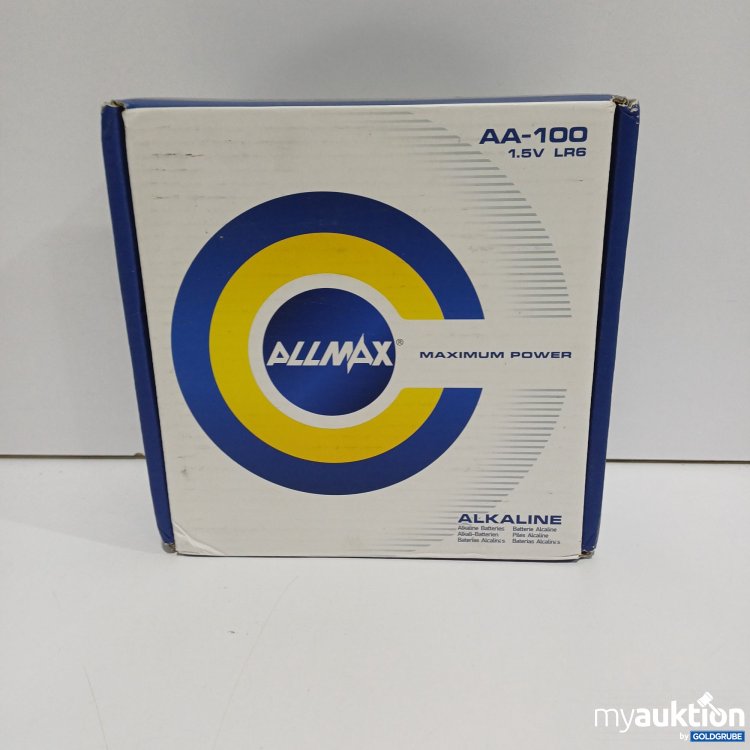 AA-100
1.5V LR6
ALLMAX®
MAXIMUM POWER
ALKALINE
Alkaline Batteries Batterie Alcaline
Alkali-Batterien Piles Alcaline
Baterias Alcalinas Baterias Alcalinas
myauktion
by GOLDGRUBE